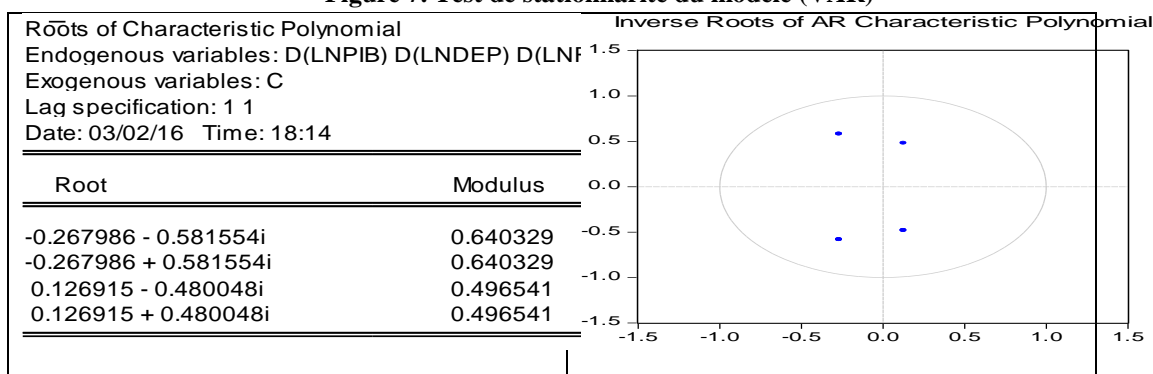 Figure 7. Test de stationnarité du modèle (VAR)
Roots of Characteristic Polynomial
Endogenous variables: D(LNPIB) D(LNDEP)
Exogenous variables: C
Lag specification: 1 1
Date: 03/02/16 Time: 18:14
Root Modulus
-0.267986 - 0.581554i 0.640329
-0.267986 + 0.581554i 0.640329
0.126915 - 0.480048i 0.496541
0.126915 + 0.480048i 0.496541
Inverse Roots of AR Characteristic Polynomial
1.5
1.0
0.5
0.0
-0.5
-1.0
-1.5
-1.5 -1.0 -0.5 0.0 0.5 1.0 1.5